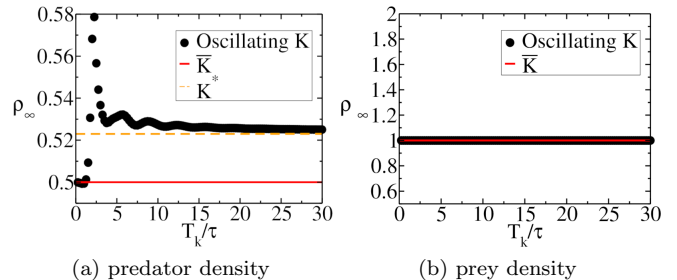 0.58
0.56
0.54
ρ∞
0.52
0.5
Oscillating K
K̅
K*
0 5 10 15 20 25 30
T_k/τ
(a) predator density
2
1.8
1.6
1.4
1.2
ρ∞
1
0.8
0.6
Oscillating K
K̅
0 5 10 15 20 25 30
T_k/τ
(b) prey density